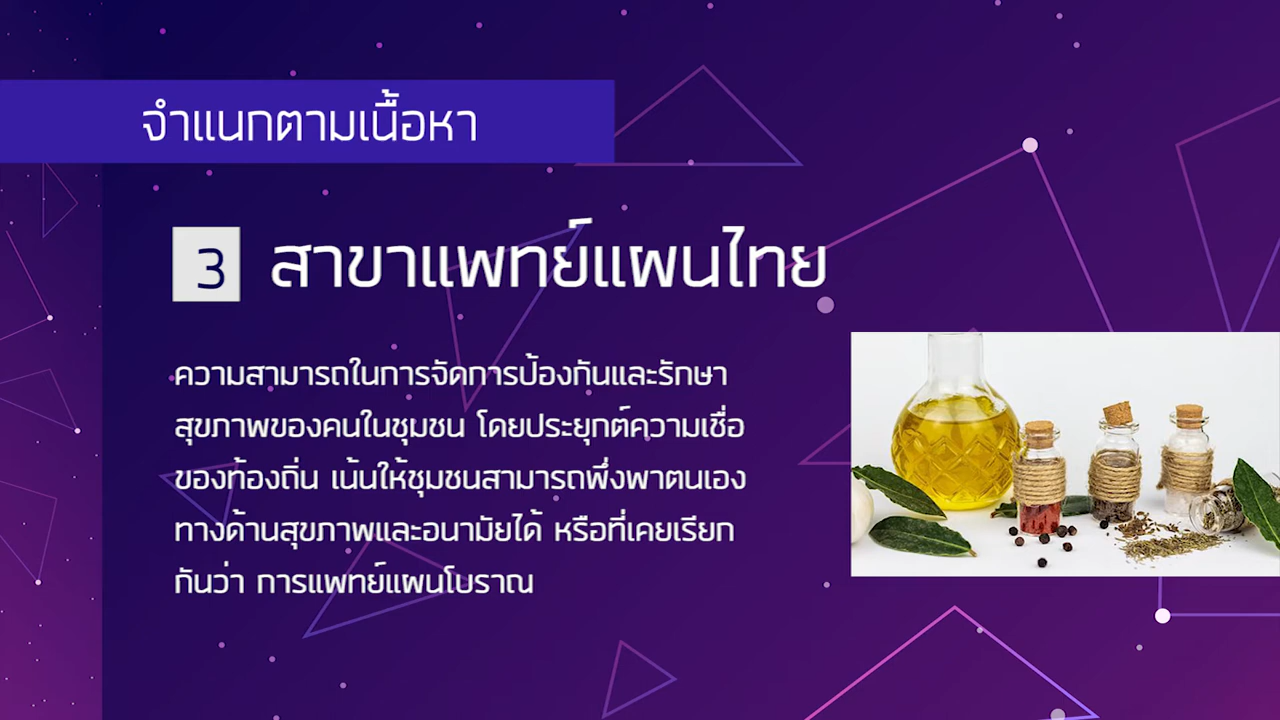 จำแนกตามเนื้อหา
3 สาขาแพทย์แผนไทย
ความสามารถในการจัดการป้องกันและรักษา
สุขภาพของคนในชุมชน โดยประยุกต์ความเชื่อ
ของท้องถิ่น เน้นให้ชุมชนสามารถพึ่งพาตนเอง
ทางด้านสุขภาพและอนามัยได้ หรือที่เคยเรียก
กันว่า การแพทย์แผนโบราณ